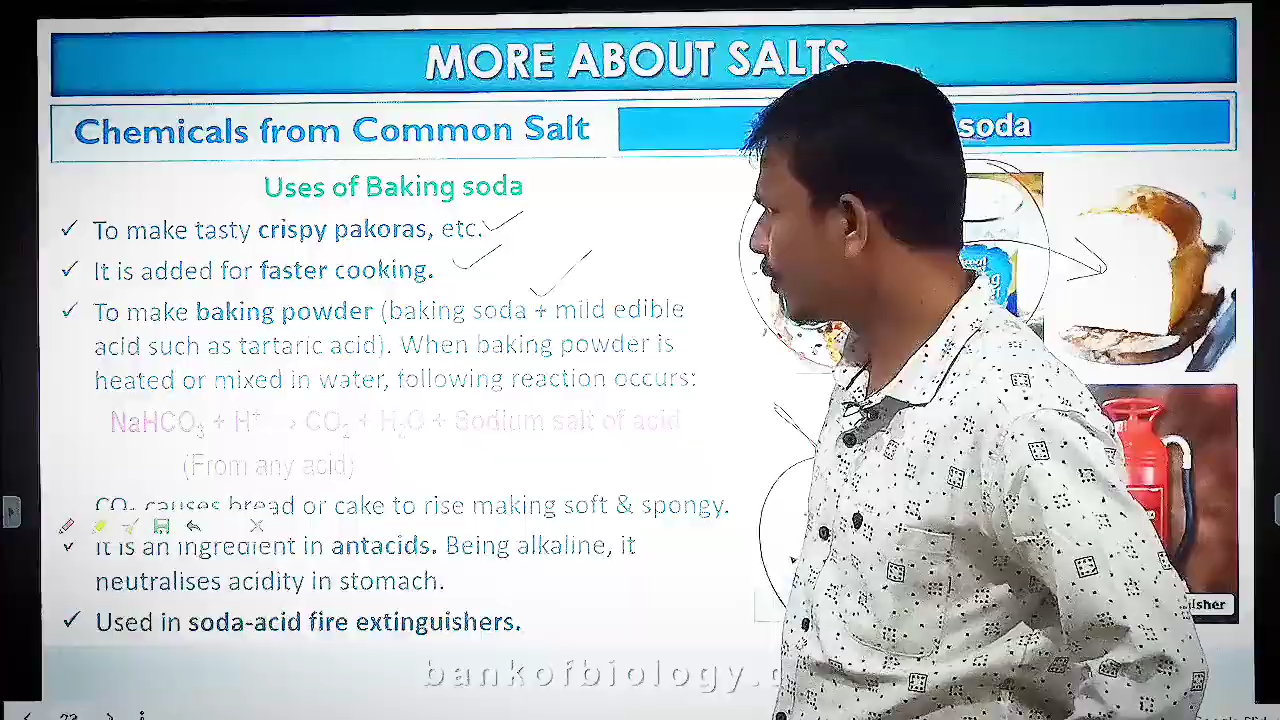 MORE ABOUT SALTS
Chemicals from Common Salt
soda
Uses of Baking soda
✓ To make tasty crispy pakoras, etc.
✓ It is added for faster cooking.
✓ To make baking powder (baking soda + mild edible
acid such as tartaric acid). When baking powder is
heated or mixed in water, following reaction occurs:
NaHCO₃ + H⁺ → CO₂ + H₂O + Sodium salt of acid
(From any acid)
CO₂ causes bread or cake to rise making soft & spongy.
✓ It is an ingredient in antacids. Being alkaline, it
neutralises acidity in stomach.
✓ Used in soda-acid fire extinguishers.
isher
bankofbiology.